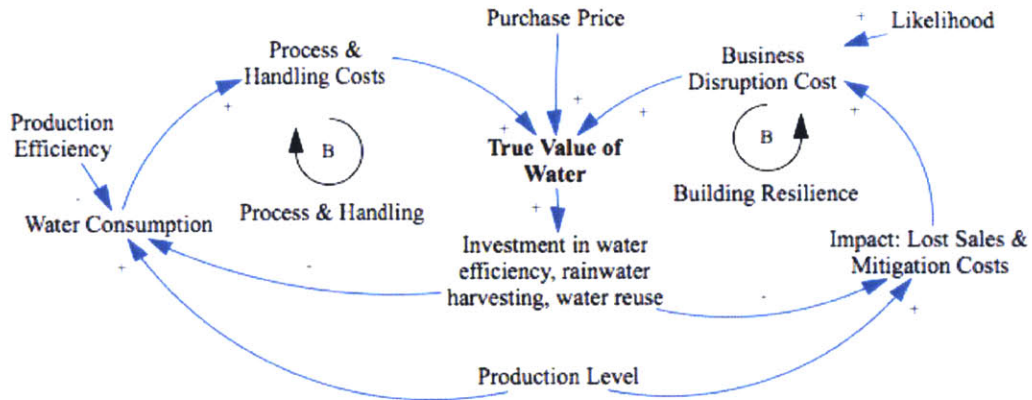 Purchase Price
Likelihood
Process &
Handling Costs
Business
Disruption Cost
Production
Efficiency
B
B
True Value of
Water
Process & Handling
Building Resilience
Water Consumption
Investment in water
efficiency, rainwater
harvesting, water reuse
Impact: Lost Sales &
Mitigation Costs
Production Level
+
+
+
+
+
+
+
+
+
-
-